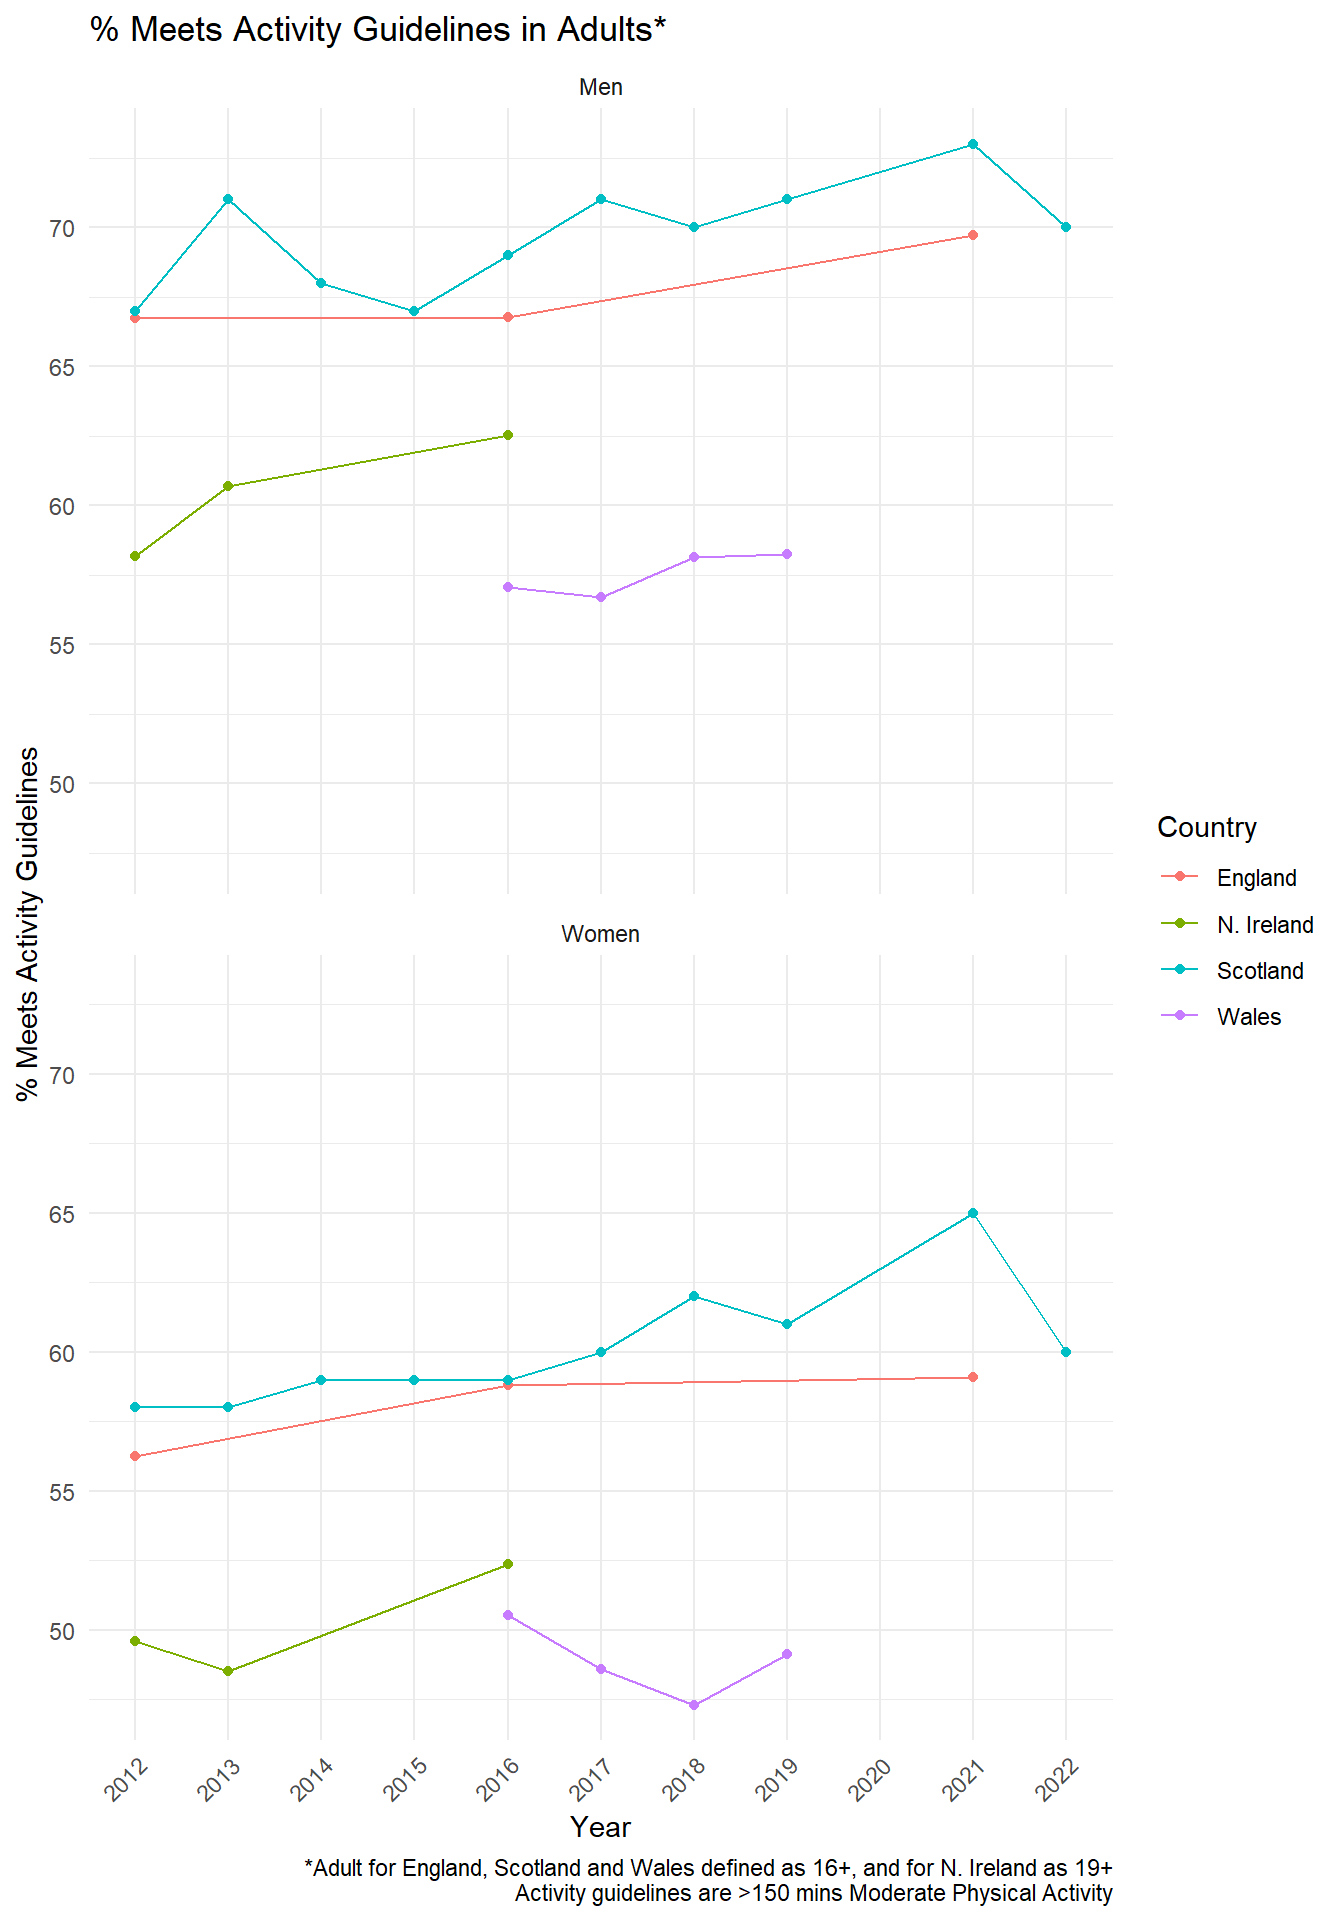 % Meets Activity Guidelines in Adults*
Men
70
65
60
55
50
% Meets Activity Guidelines
Women
70
65
60
55
50
2012
2013
2014
2015
2016
2017
2018
2019
2020
2021
2022
Year
Country
England
N. Ireland
Scotland
Wales
*Adult for England, Scotland and Wales defined as 16+, and for N. Ireland as 19+
Activity guidelines are >150 mins Moderate Physical Activity